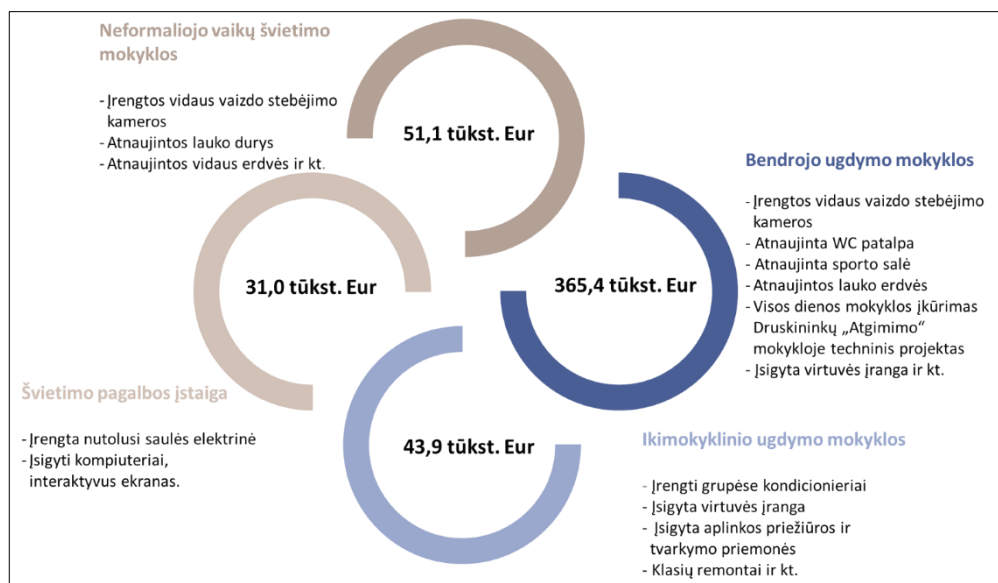 Neformaliojo vaikų švietimo
mokyklos
- Įrengtos vidaus vaizdo stebėjimo
kameros
- Atnaujintos lauko durys
- Atnaujintos vidaus erdvės ir kt.
51,1 tūkst. Eur
Bendrojo ugdymo mokyklos
- Įrengtos vidaus vaizdo stebėjimo
kameros
- Atnaujinta WC patalpa
- Atnaujinta sporto salė
- Atnaujintos lauko erdvės
- Visos dienos mokyklos įkūrimas
Druskininkų „Atgimimo“
mokykloje techninis projektas
- Įsigyta virtuvės įranga ir kt.
365,4 tūkst. Eur
31,0 tūkst. Eur
Švietimo pagalbos įstaiga
- Įrengta nutolusi saulės elektrinė
- Įsigyti kompiuteriai,
interaktyvus ekranas.
43,9 tūkst. Eur
Ikimokyklinio ugdymo mokyklos
- Įrengti grupėse kondicionieriai
- Įsigyta virtuvės įranga
- Įsigyta aplinkos priežiūros ir
tvarkymo priemonės
- Klasių remontai ir kt.